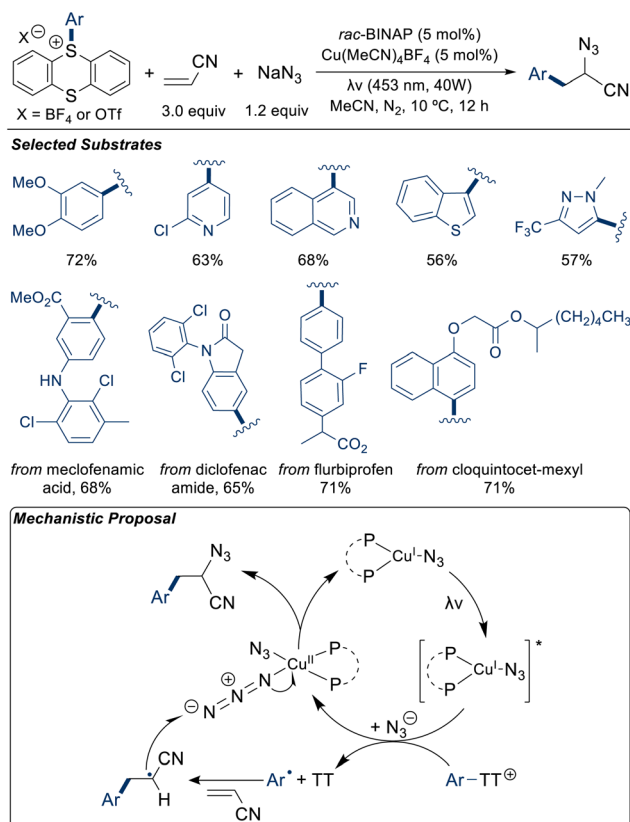 Ar
X⊖
S ⊕
S
X = BF4 or OTf
+
CN
3.0 equiv
+
NaN3
1.2 equiv
rac-BINAP (5 mol%)
Cu(MeCN)4BF4 (5 mol%)
λν (453 nm, 40W)
MeCN, N2, 10 ºC, 12 h
N3
Ar
CN
Selected Substrates
MeO
MeO
72%
Cl
N
63%
N
68%
S
56%
N
N
F3C
57%
MeO2C
HN
Cl
Cl
from meclofenamic
acid, 68%
Cl
O
N
Cl
from diclofenac
amide, 65%
F
CO2
from flurbiprofen
71%
O
O
O
(CH2)4CH3
from cloquintocet-mexyl
71%
Mechanistic Proposal
N3
Ar
CN
P
CuI-N3
P
λν
P
CuI-N3
P
*
N3
CuII
P
P
⊖ N=N=N ⊕
+ N3⊖
Ar-TT⊕
Ar• + TT
CN
CN
H
Ar